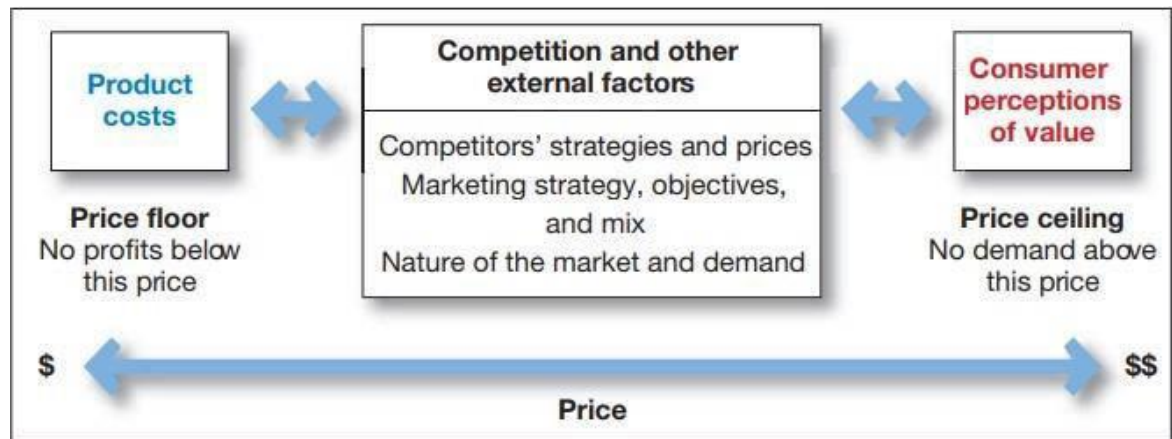 Product
costs
Price floor
No profits below
this price
Competition and other
external factors
Competitors’ strategies and prices
Marketing strategy, objectives,
and mix
Nature of the market and demand
Consumer
perceptions
of value
Price ceiling
No demand above
this price
$
$$
Price